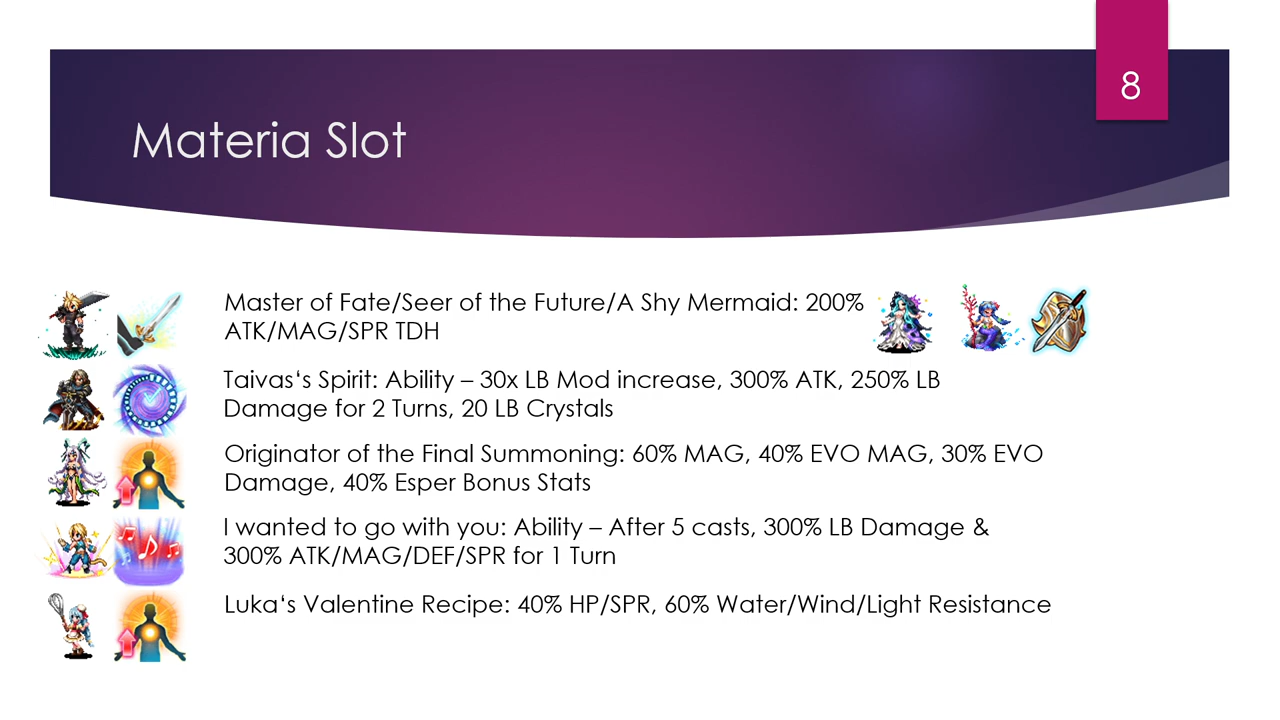 8
Materia Slot
Master of Fate/Seer of the Future/A Shy Mermaid: 200%
ATK/MAG/SPR TDH
Taivas‘s Spirit: Ability – 30x LB Mod increase, 300% ATK, 250% LB
Damage for 2 Turns, 20 LB Crystals
Originator of the Final Summoning: 60% MAG, 40% EVO MAG, 30% EVO
Damage, 40% Esper Bonus Stats
I wanted to go with you: Ability – After 5 casts, 300% LB Damage &
300% ATK/MAG/DEF/SPR for 1 Turn
Luka‘s Valentine Recipe: 40% HP/SPR, 60% Water/Wind/Light Resistance